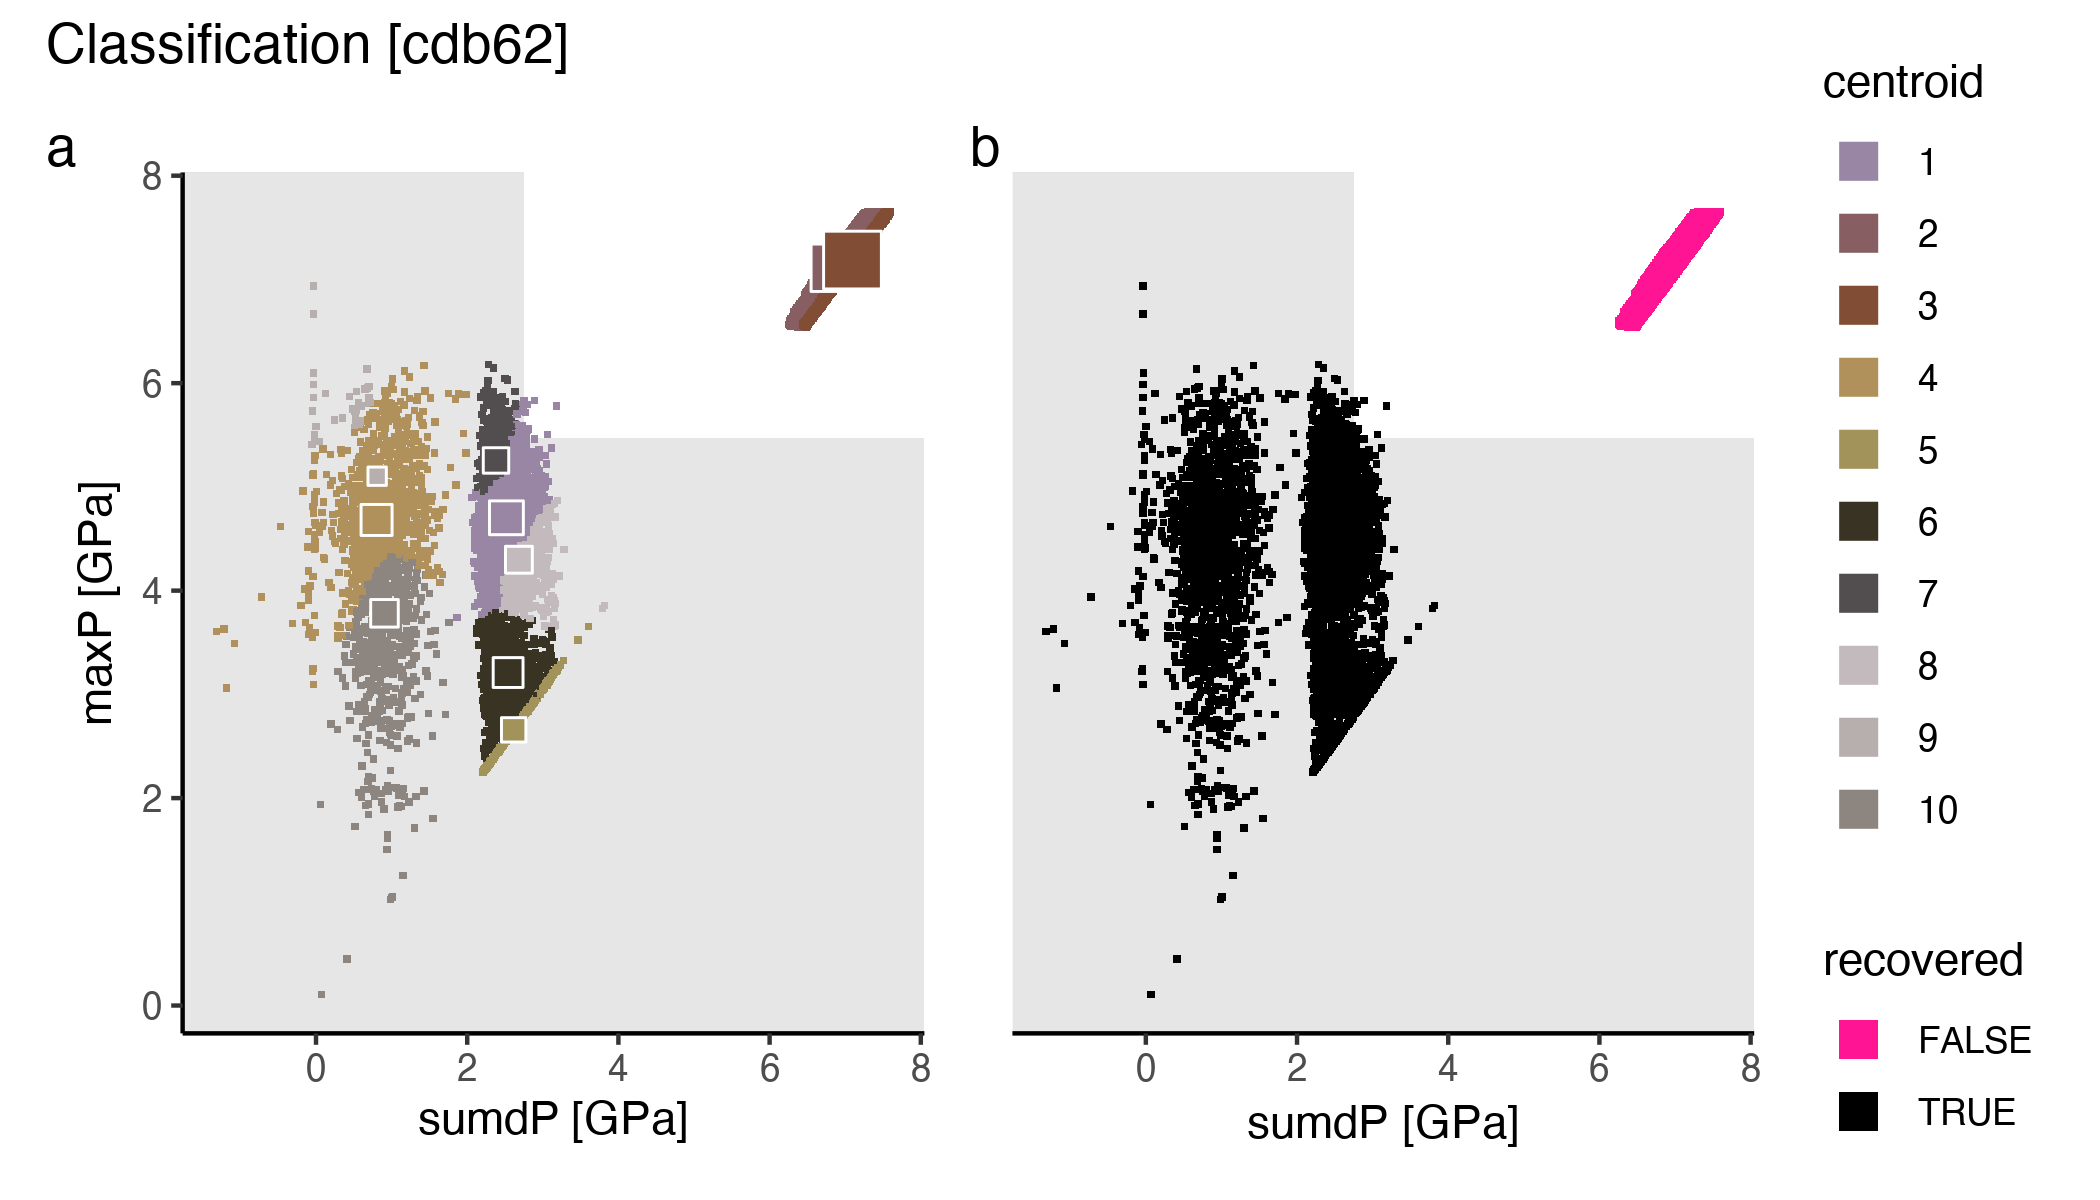 Classification [cdb62]
a
b
8
6
4
2
0
maxP [GPa]
0 2 4 6 8
sumdP [GPa]
0 2 4 6 8
sumdP [GPa]
centroid
1
2
3
4
5
6
7
8
9
10
recovered
FALSE
TRUE